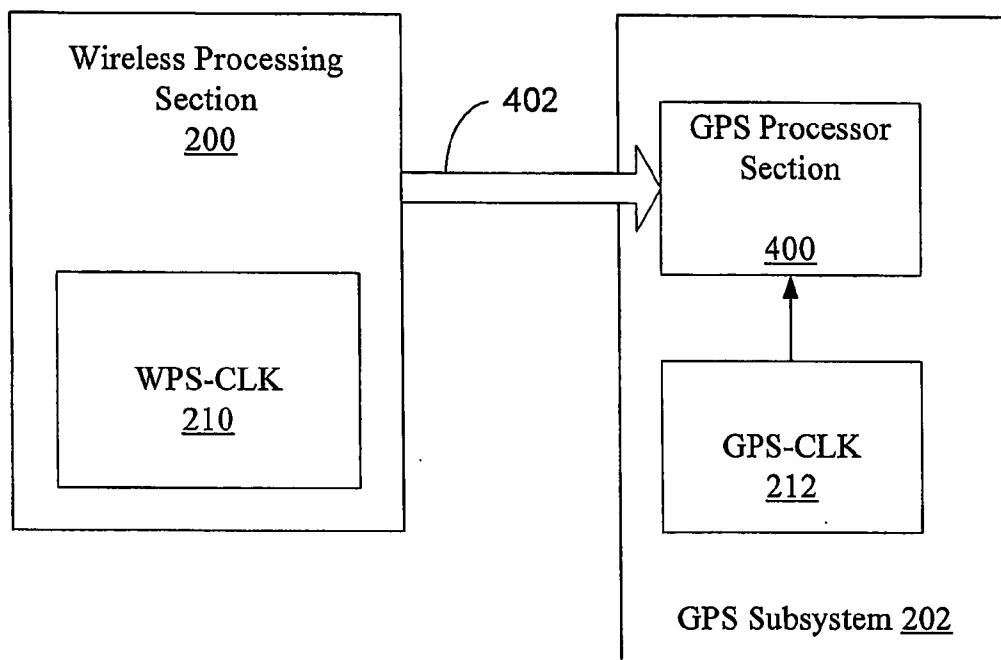 Wireless Processing
Section
200
402
GPS Processor
Section
400
WPS-CLK
210
GPS-CLK
212
GPS Subsystem 202